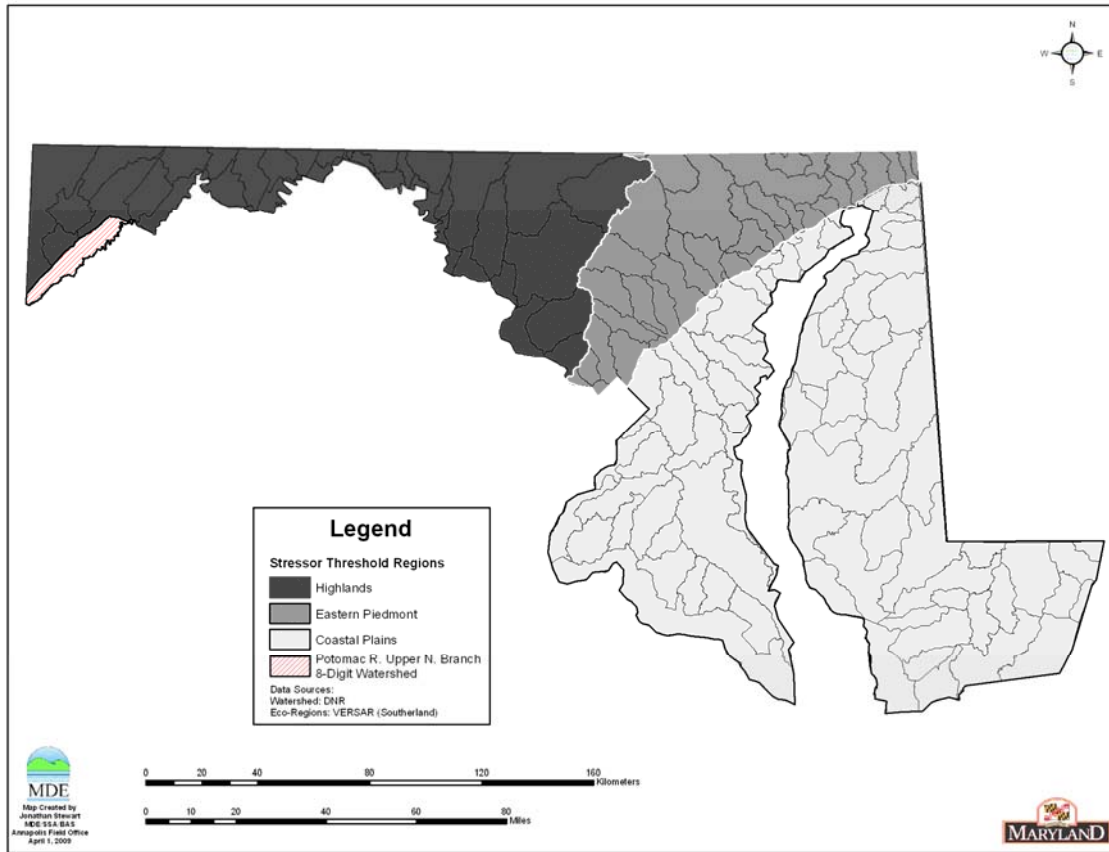 N
W E
S
Legend
Stressor Threshold Regions
Highlands
Eastern Piedmont
Coastal Plains
Potomac R. Upper N. Branch
8-Digit Watershed
Data Sources:
Watershed: DNR
Eco-Regions: VERSAR (Southerland)
MDE
Map Created by
Jonathan Stewart
MDE/SSA/BAS
Annapolis Field Office
April 1, 2009
0 20 40 80 120 160
Kilometers
0 10 20 40 60 80
Miles
MARYLAND